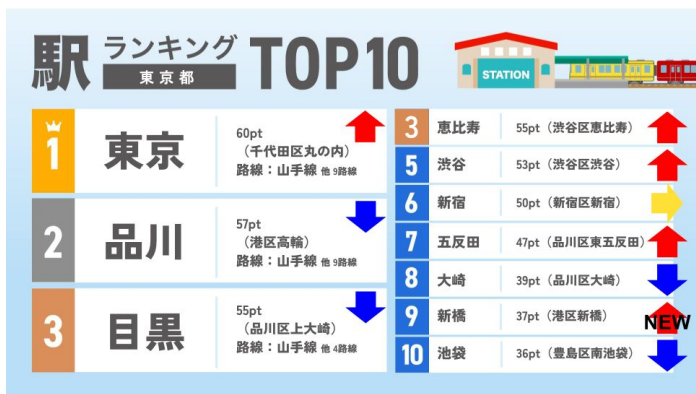 駅 ランキング TOP10
東京都
STATION
1 東京 60pt
(千代田区丸の内)
路線:山手線 他 9路線
2 品川 57pt
(港区高輪)
路線:山手線 他 9路線
3 目黒 55pt
(品川区上大崎)
路線:山手線 他 4路線
3 恵比寿 55pt(渋谷区恵比寿)
5 渋谷 53pt(渋谷区渋谷)
6 新宿 50pt(新宿区新宿)
7 五反田 47pt(品川区東五反田)
8 大崎 39pt(品川区大崎)
9 新橋 37pt(港区新橋) NEW
10 池袋 36pt(豊島区南池袋)